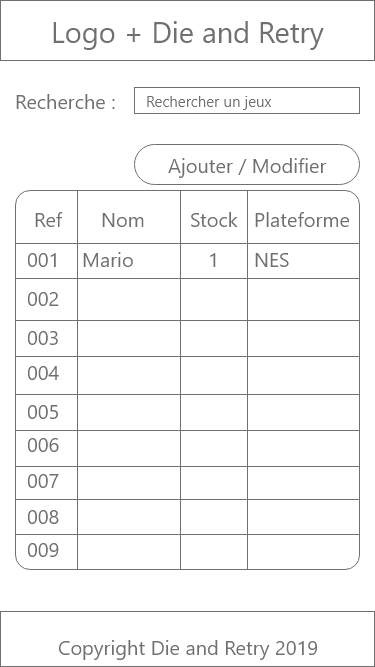 Logo + Die and Retry
Recherche : Rechercher un jeux
Ajouter / Modifier
Ref Nom Stock Plateforme
001 Mario 1 NES
002
003
004
005
006
007
008
009
Copyright Die and Retry 2019